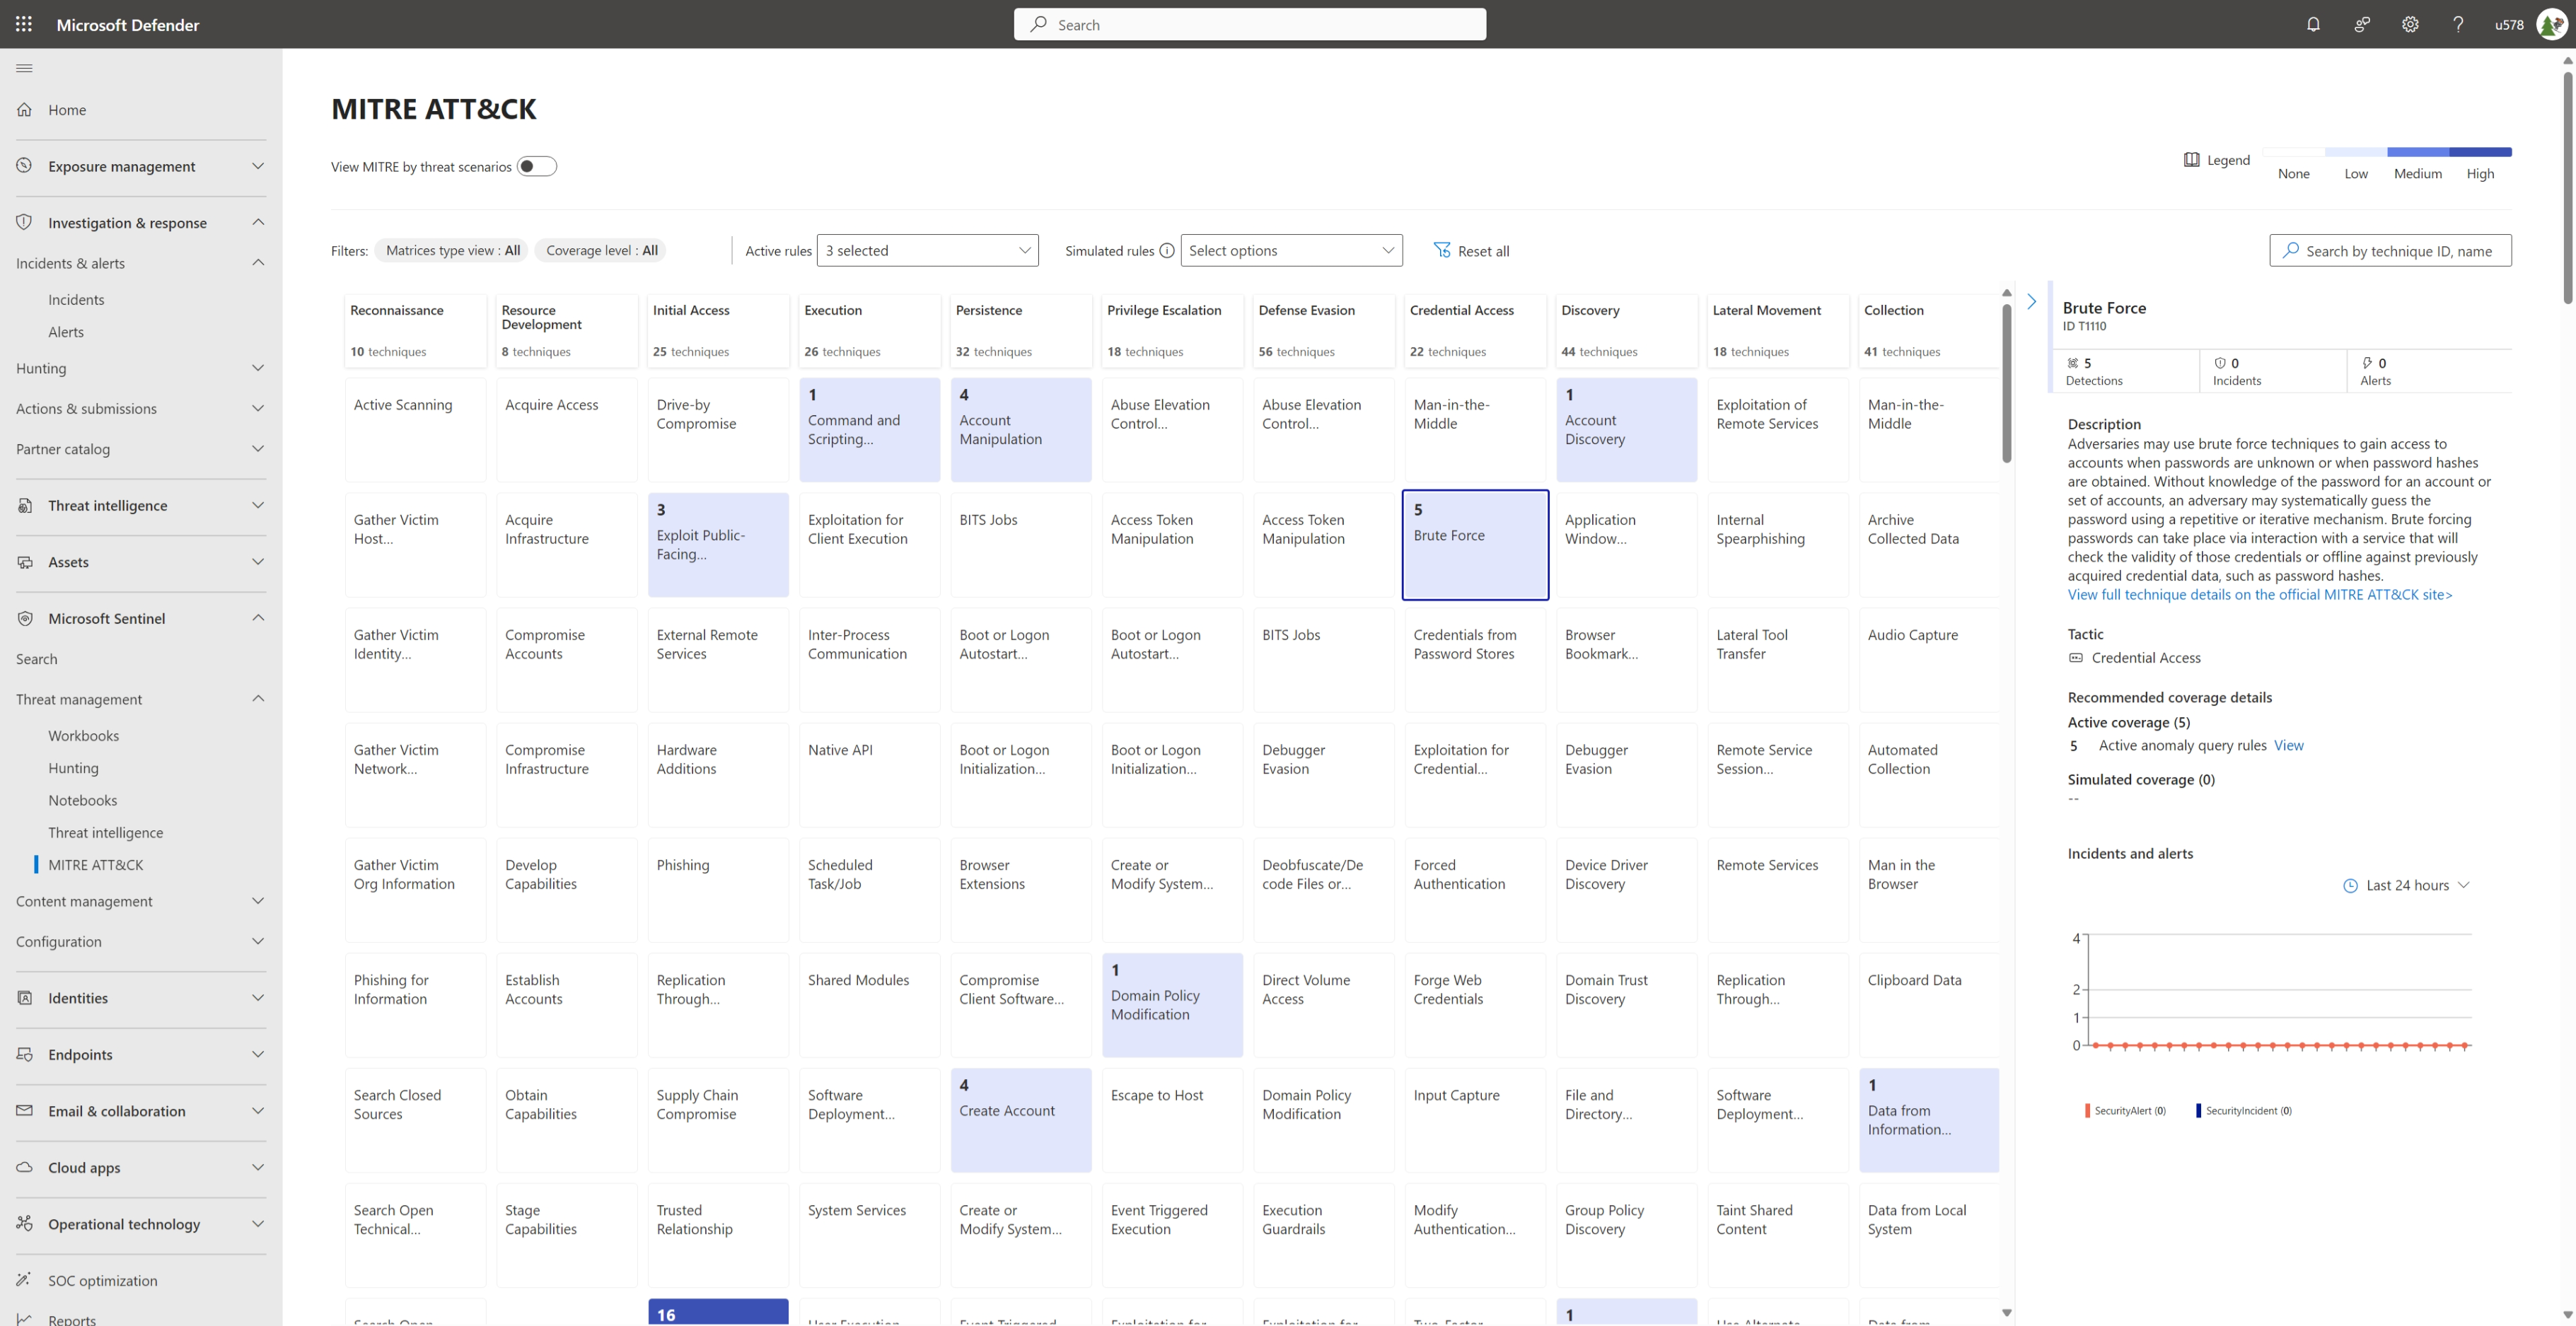 Microsoft Defender
Search
u578
Home
Exposure management
Investigation & response
Incidents & alerts
Incidents
Alerts
Hunting
Actions & submissions
Partner catalog
Threat intelligence
Assets
Microsoft Sentinel
Search
Threat management
Workbooks
Hunting
Notebooks
Threat intelligence
MITRE ATT&CK
Content management
Configuration
Identities
Endpoints
Email & collaboration
Cloud apps
Operational technology
SOC optimization
Reports
MITRE ATT&CK
View MITRE by threat scenarios
Legend
None Low Medium High
Filters: Matrices type view : All Coverage level : All Active rules 3 selected Simulated rules Select options Reset all
Search by technique ID, name
Reconnaissance
10 techniques
Active Scanning
Gather Victim
Host...
Gather Victim
Identity...
Gather Victim
Network...
Gather Victim
Org Information
Phishing for
Information
Search Closed
Sources
Search Open
Technical...
Search Open
Resource
Development
8 techniques
Acquire Access
Acquire
Infrastructure
Compromise
Accounts
Compromise
Infrastructure
Develop
Capabilities
Establish
Accounts
Obtain
Capabilities
Stage
Capabilities
Initial Access
25 techniques
Drive-by
Compromise
3
Exploit Public-
Facing...
External Remote
Services
Hardware
Additions
Phishing
Replication
Through...
Supply Chain
Compromise
Trusted
Relationship
16
Execution
26 techniques
1
Command and
Scripting...
Exploitation for
Client Execution
Inter-Process
Communication
Native API
Scheduled
Task/Job
Shared Modules
Software
Deployment...
System Services
User Execution
Persistence
32 techniques
4
Account
Manipulation
BITS Jobs
Boot or Logon
Autostart...
Boot or Logon
Initialization...
Browser
Extensions
Compromise
Client Software...
4
Create Account
Create or
Modify System...
Event Triggered
Privilege Escalation
18 techniques
Abuse Elevation
Control...
Access Token
Manipulation
Boot or Logon
Autostart...
Boot or Logon
Initialization...
Create or
Modify System...
1
Domain Policy
Modification
Escape to Host
Event Triggered
Execution
Exploitation for
Defense Evasion
56 techniques
Abuse Elevation
Control...
Access Token
Manipulation
BITS Jobs
Debugger
Evasion
Deobfuscate/De
code Files or...
Direct Volume
Access
Domain Policy
Modification
Execution
Guardrails
Exploitation for
Credential Access
22 techniques
Man-in-the-
Middle
5
Brute Force
Credentials from
Password Stores
Exploitation for
Credential...
Forced
Authentication
Forge Web
Credentials
Input Capture
Modify
Authentication...
Two-Factor
Discovery
44 techniques
1
Account
Discovery
Application
Window...
Browser
Bookmark...
Debugger
Evasion
Device Driver
Discovery
Domain Trust
Discovery
File and
Directory...
Group Policy
Discovery
1
Lateral Movement
18 techniques
Exploitation of
Remote Services
Internal
Spearphishing
Lateral Tool
Transfer
Remote Service
Session...
Remote Services
Replication
Through...
Software
Deployment...
Taint Shared
Content
Use Alternate
Collection
41 techniques
Man-in-the-
Middle
Archive
Collected Data
Audio Capture
Automated
Collection
Man in the
Browser
Clipboard Data
1
Data from
Information...
Data from Local
System
Data from
Brute Force
ID T1110
5
Detections
0
Incidents
0
Alerts
Description
Adversaries may use brute force techniques to gain access to
accounts when passwords are unknown or when password hashes
are obtained. Without knowledge of the password for an account or
set of accounts, an adversary may systematically guess the
password using a repetitive or iterative mechanism. Brute forcing
passwords can take place via interaction with a service that will
check the validity of those credentials or offline against previously
acquired credential data, such as password hashes.
View full technique details on the official MITRE ATT&CK site>
Tactic
Credential Access
Recommended coverage details
Active coverage (5)
5 Active anomaly query rules View
Simulated coverage (0)
--
Incidents and alerts
Last 24 hours
4
2
1
0
SecurityAlert (0) SecurityIncident (0)